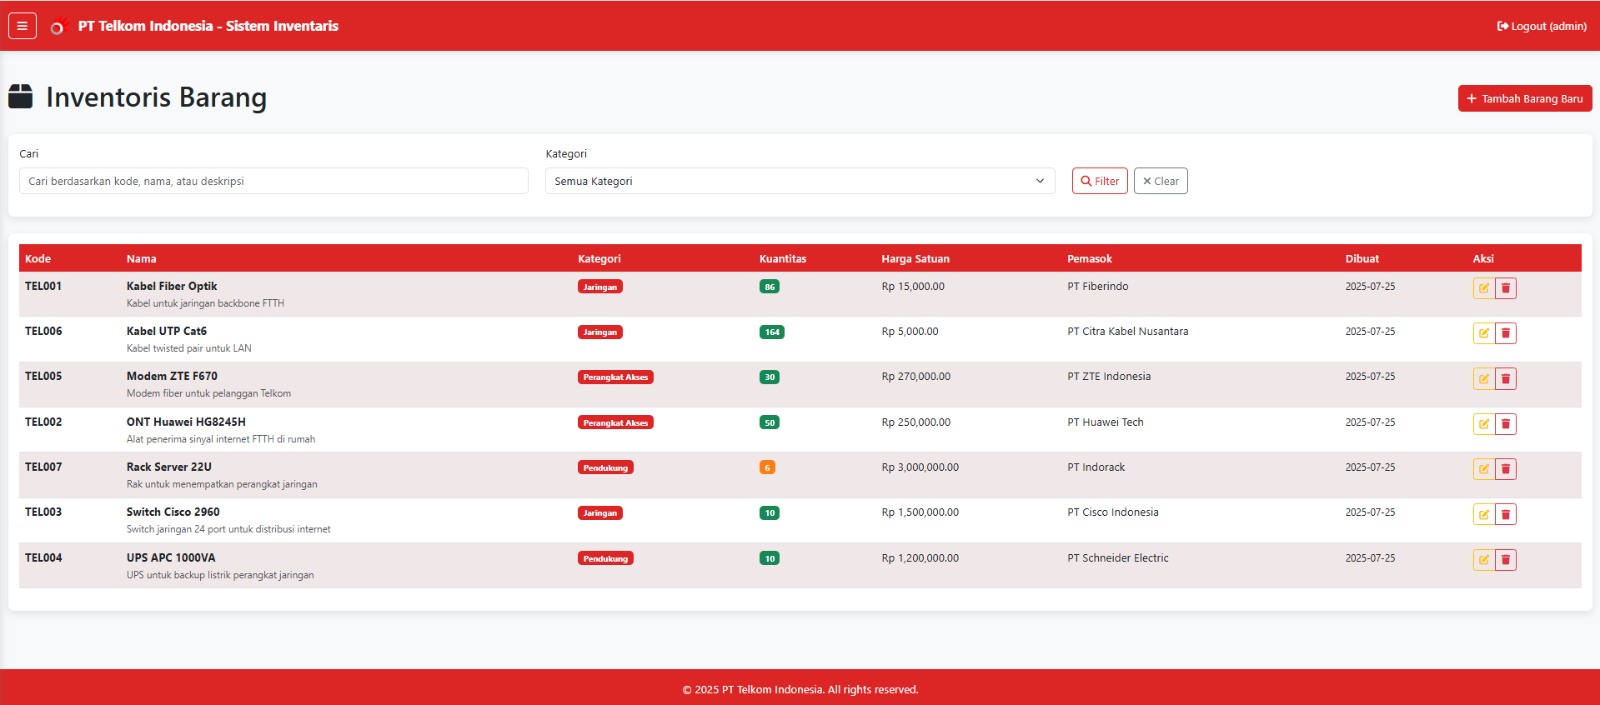 PT Telkom Indonesia - Sistem Inventaris
Logout (admin)
Inventoris Barang
+ Tambah Barang Baru
Cari
Kategori
Cari berdasarkan kode, nama, atau deskripsi
Semua Kategori
Filter
Clear
Kode Nama Kategori Kuantitas Harga Satuan Pemasok Dibuat Aksi
TEL001 Kabel Fiber Optik Jaringan 86 Rp 15,000.00 PT Fiberindo 2025-07-25
Kabel untuk jaringan backbone FTTH
TEL006 Kabel UTP Cat6 Jaringan 164 Rp 5,000.00 PT Citra Kabel Nusantara 2025-07-25
Kabel twisted pair untuk LAN
TEL005 Modem ZTE F670 Perangkat Akses 30 Rp 270,000.00 PT ZTE Indonesia 2025-07-25
Modem fiber untuk pelanggan Telkom
TEL002 ONT Huawei HG8245H Perangkat Akses 50 Rp 250,000.00 PT Huawei Tech 2025-07-25
Alat penerima sinyal internet FTTH di rumah
TEL007 Rack Server 22U Pendukung 6 Rp 3,000,000.00 PT Indorack 2025-07-25
Rak untuk menempatkan perangkat jaringan
TEL003 Switch Cisco 2960 Jaringan 10 Rp 1,500,000.00 PT Cisco Indonesia 2025-07-25
Switch jaringan 24 port untuk distribusi internet
TEL004 UPS APC 1000VA Pendukung 10 Rp 1,200,000.00 PT Schneider Electric 2025-07-25
UPS untuk backup listrik perangkat jaringan
© 2025 PT Telkom Indonesia. All rights reserved.